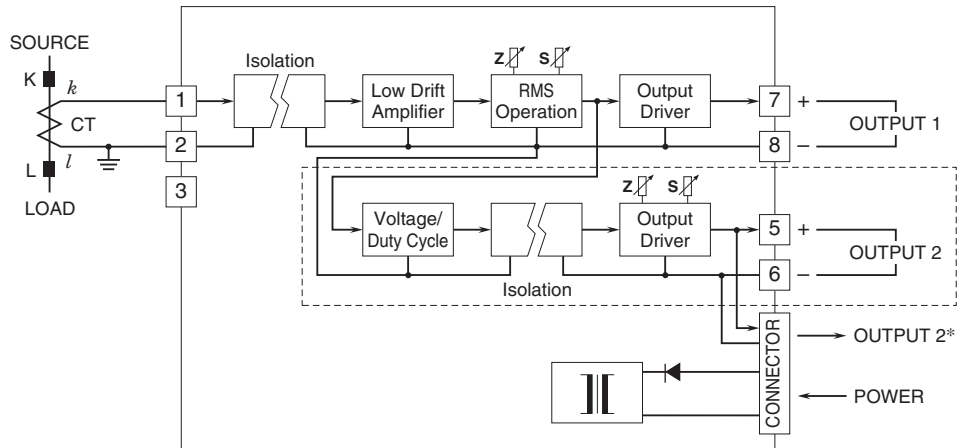 SOURCE
K
k
CT
L
l
LOAD
1
2
3
Isolation
Low Drift
Amplifier
Z
S
RMS
Operation
Output
Driver
7
+
8
–
OUTPUT 1
Voltage/
Duty Cycle
Isolation
Z
S
Output
Driver
5
+
6
–
OUTPUT 2
CONNECTOR
OUTPUT 2*
POWER